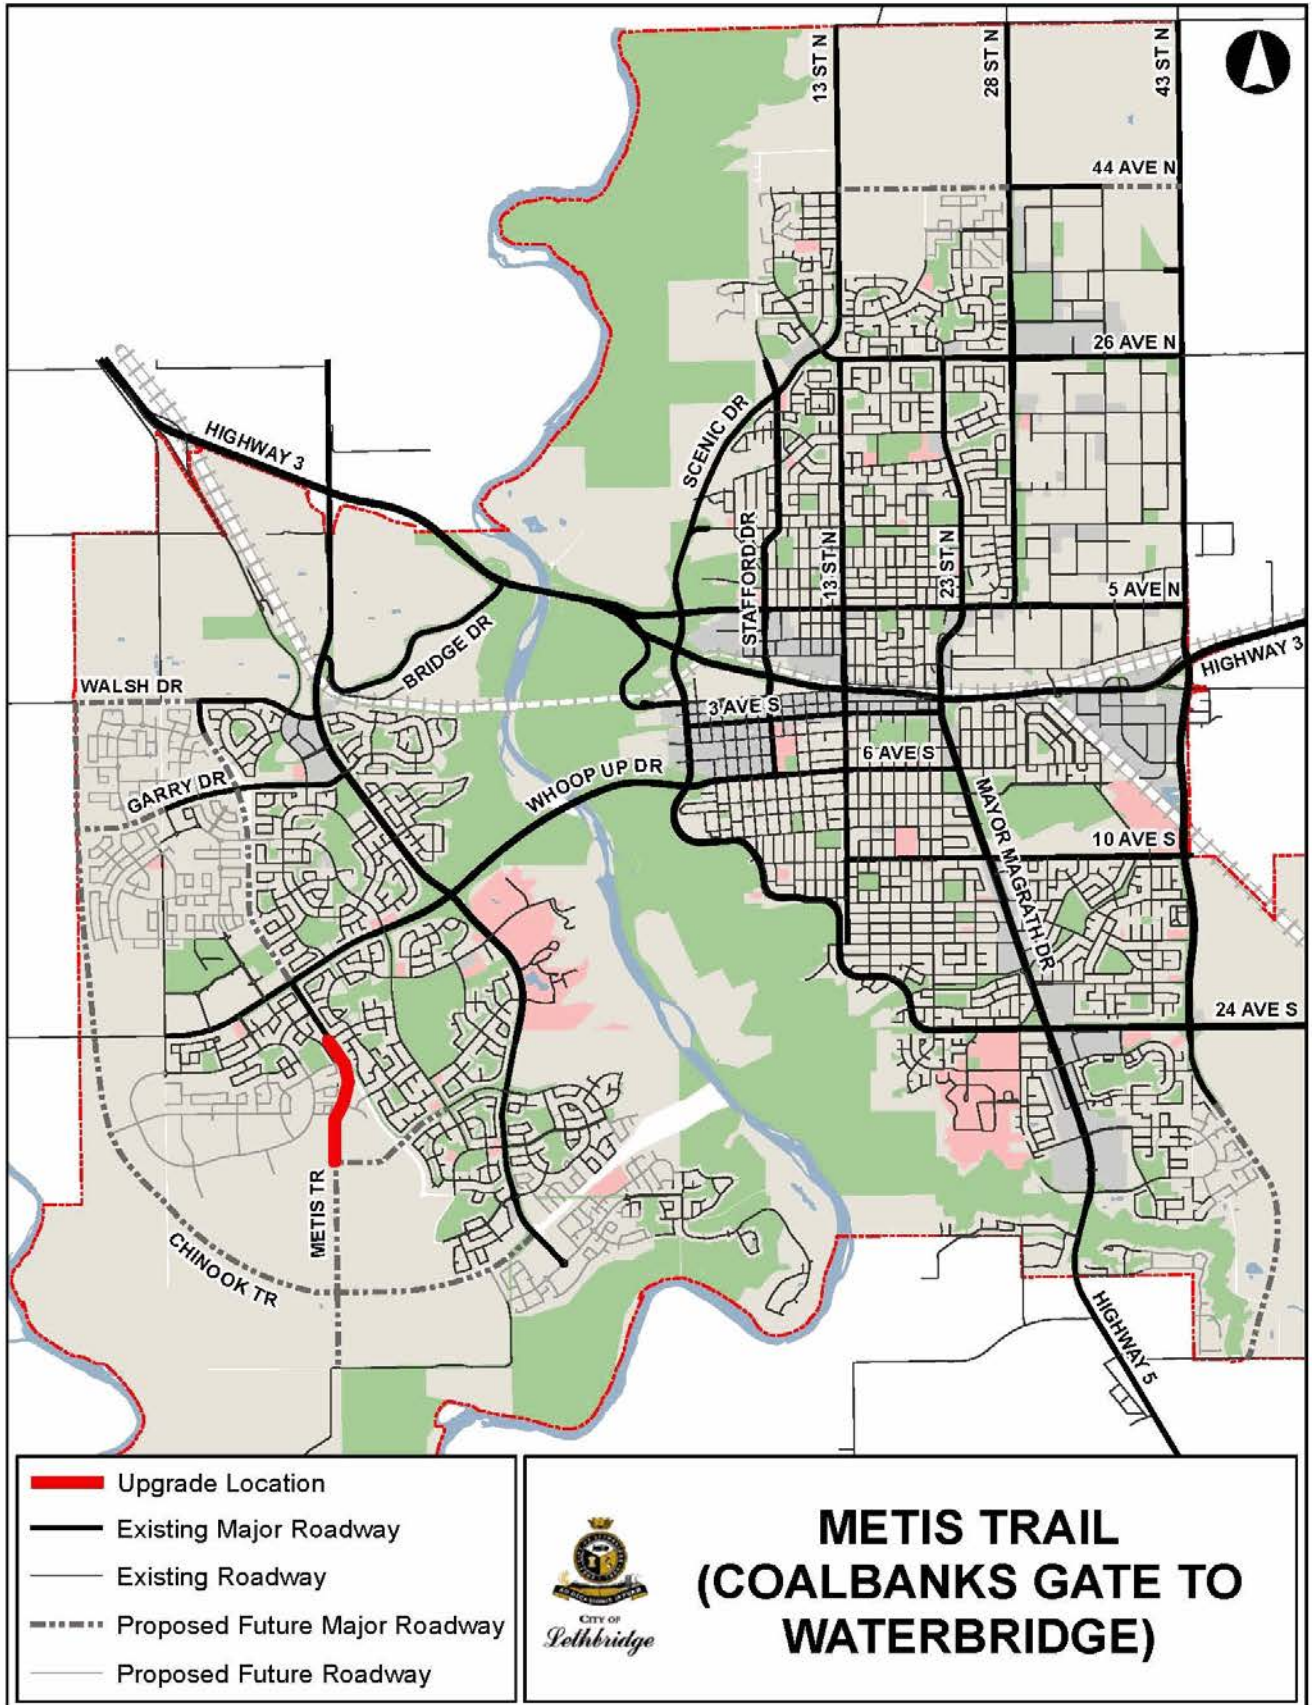 13 ST N
28 ST N
43 ST N
44 AVE N
26 AVE N
HIGHWAY 3
SCENIC DR
STAFFORD DR
13 ST N
23 ST N
5 AVE N
BRIDGE DR
HIGHWAY 3
WALSH DR
3 AVE S
6 AVE S
WHOOP UP DR
GARRY DR
MAYOR MAGRATH DR
10 AVE S
24 AVE S
METIS TR
CHINOOK TR
HIGHWAY 5
Upgrade Location
Existing Major Roadway
Existing Roadway
Proposed Future Major Roadway
Proposed Future Roadway
CITY OF
Lethbridge
METIS TRAIL
(COALBANKS GATE TO
WATERBRIDGE)